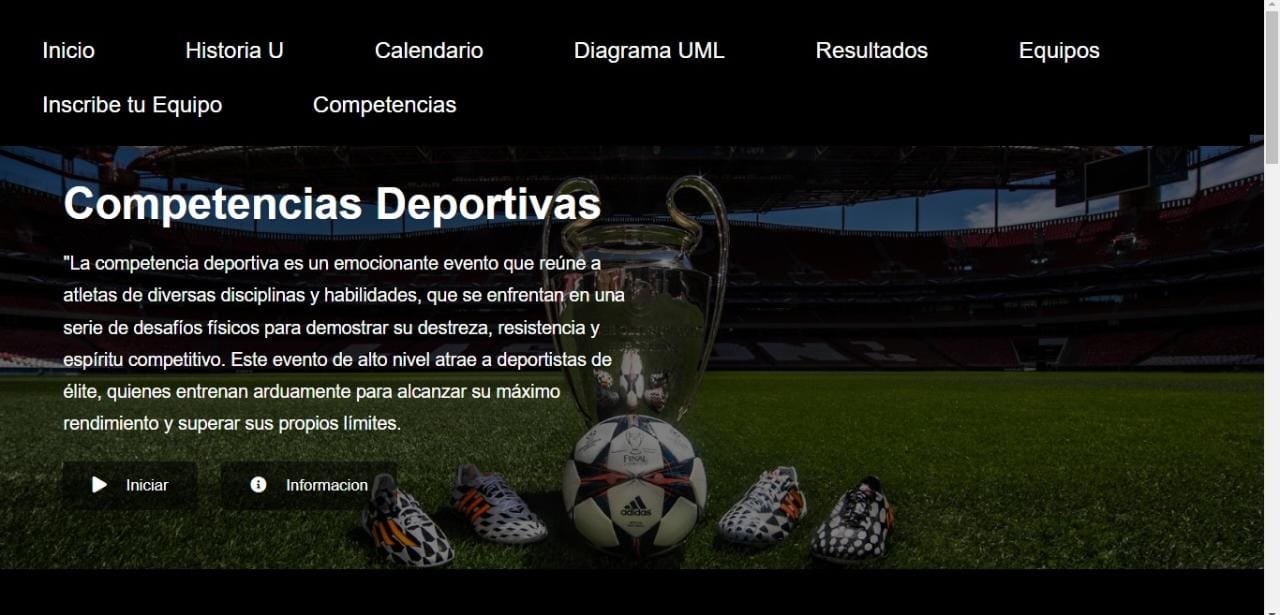 Inicio Historia U Calendario Diagrama UML Resultados Equipos
Inscribe tu Equipo Competencias
Competencias Deportivas
"La competencia deportiva es un emocionante evento que reúne a
atletas de diversas disciplinas y habilidades, que se enfrentan en una
serie de desafíos físicos para demostrar su destreza, resistencia y
espíritu competitivo. Este evento de alto nivel atrae a deportistas de
élite, quienes entrenan arduamente para alcanzar su máximo
rendimiento y superar sus propios límites.
Iniciar Informacion
FINAL
adidas